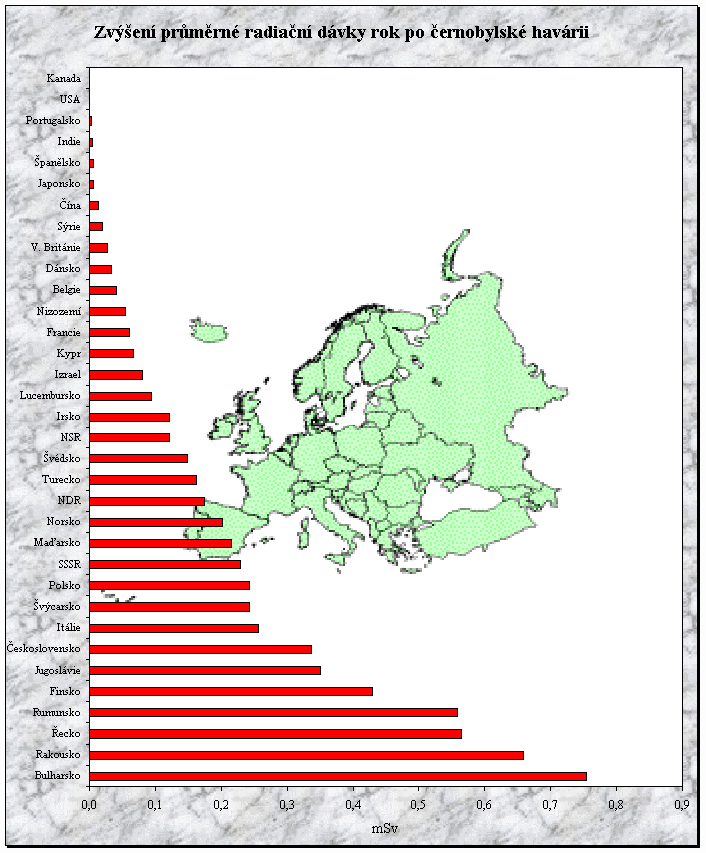 Zvýšení průměrné radiační dávky rok po černobylské havárii
Kanada
USA
Portugalsko
Indie
Španělsko
Japonsko
Čína
Sýrie
V. Británie
Dánsko
Belgie
Nizozemí
Francie
Kypr
Izrael
Lucembursko
Irsko
NSR
Švédsko
Turecko
NDR
Norsko
Maďarsko
SSSR
Polsko
Švýcarsko
Itálie
Československo
Jugoslávie
Finsko
Rumunsko
Řecko
Rakousko
Bulharsko
0,0 0,1 0,2 0,3 0,4 0,5 0,6 0,7 0,8 0,9
mSv